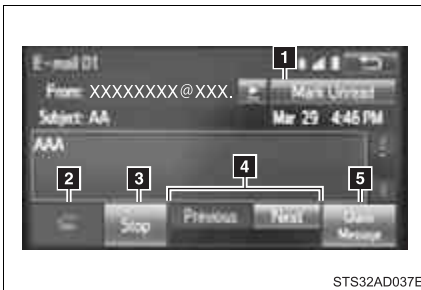 E-mail 01
1
From: XXXXXXXX@XXX. Mark Unread
Subject: AA Mar 29 4:46 PM
AAA
2 3 4 5
Stop Previous Next Quick Message
STS32AD037E